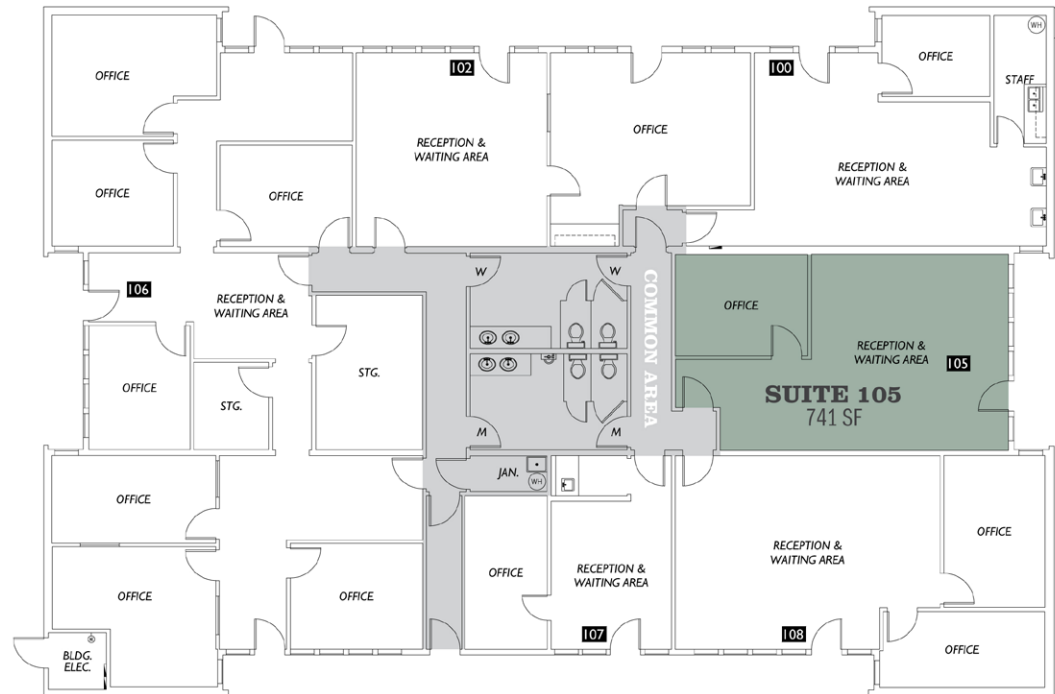 WH
OFFICE
102
100
OFFICE
STAFF
OFFICE
RECEPTION &
WAITING AREA
RECEPTION &
WAITING AREA
OFFICE
OFFICE
W
W
COMMON AREA
106
RECEPTION &
WAITING AREA
OFFICE
RECEPTION &
WAITING AREA
105
STG.
OFFICE
STG.
SUITE 105
741 SF
M
M
JAN.
WH
OFFICE
OFFICE
RECEPTION &
WAITING AREA
RECEPTION &
WAITING AREA
OFFICE
OFFICE
OFFICE
107
108
OFFICE
BLDG.
ELEC.